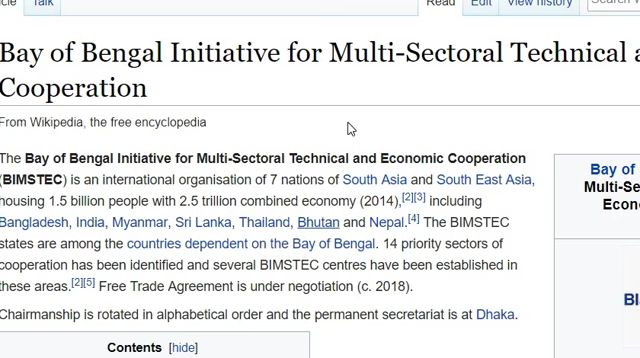 Talk
Read Edit View history
Bay of Bengal Initiative for Multi-Sectoral Technical
Cooperation
From Wikipedia, the free encyclopedia
The Bay of Bengal Initiative for Multi-Sectoral Technical and Economic Cooperation
(BIMSTEC) is an international organisation of 7 nations of South Asia and South East Asia,
housing 1.5 billion people with 2.5 trillion combined economy (2014),[2][3] including
Bangladesh, India, Myanmar, Sri Lanka, Thailand, Bhutan and Nepal.[4] The BIMSTEC
states are among the countries dependent on the Bay of Bengal. 14 priority sectors of
cooperation has been identified and several BIMSTEC centres have been established in
these areas.[2][5] Free Trade Agreement is under negotiation (c. 2018).
Chairmanship is rotated in alphabetical order and the permanent secretariat is at Dhaka.
Contents [hide]
Bay of
Multi-Se
Econo
BI